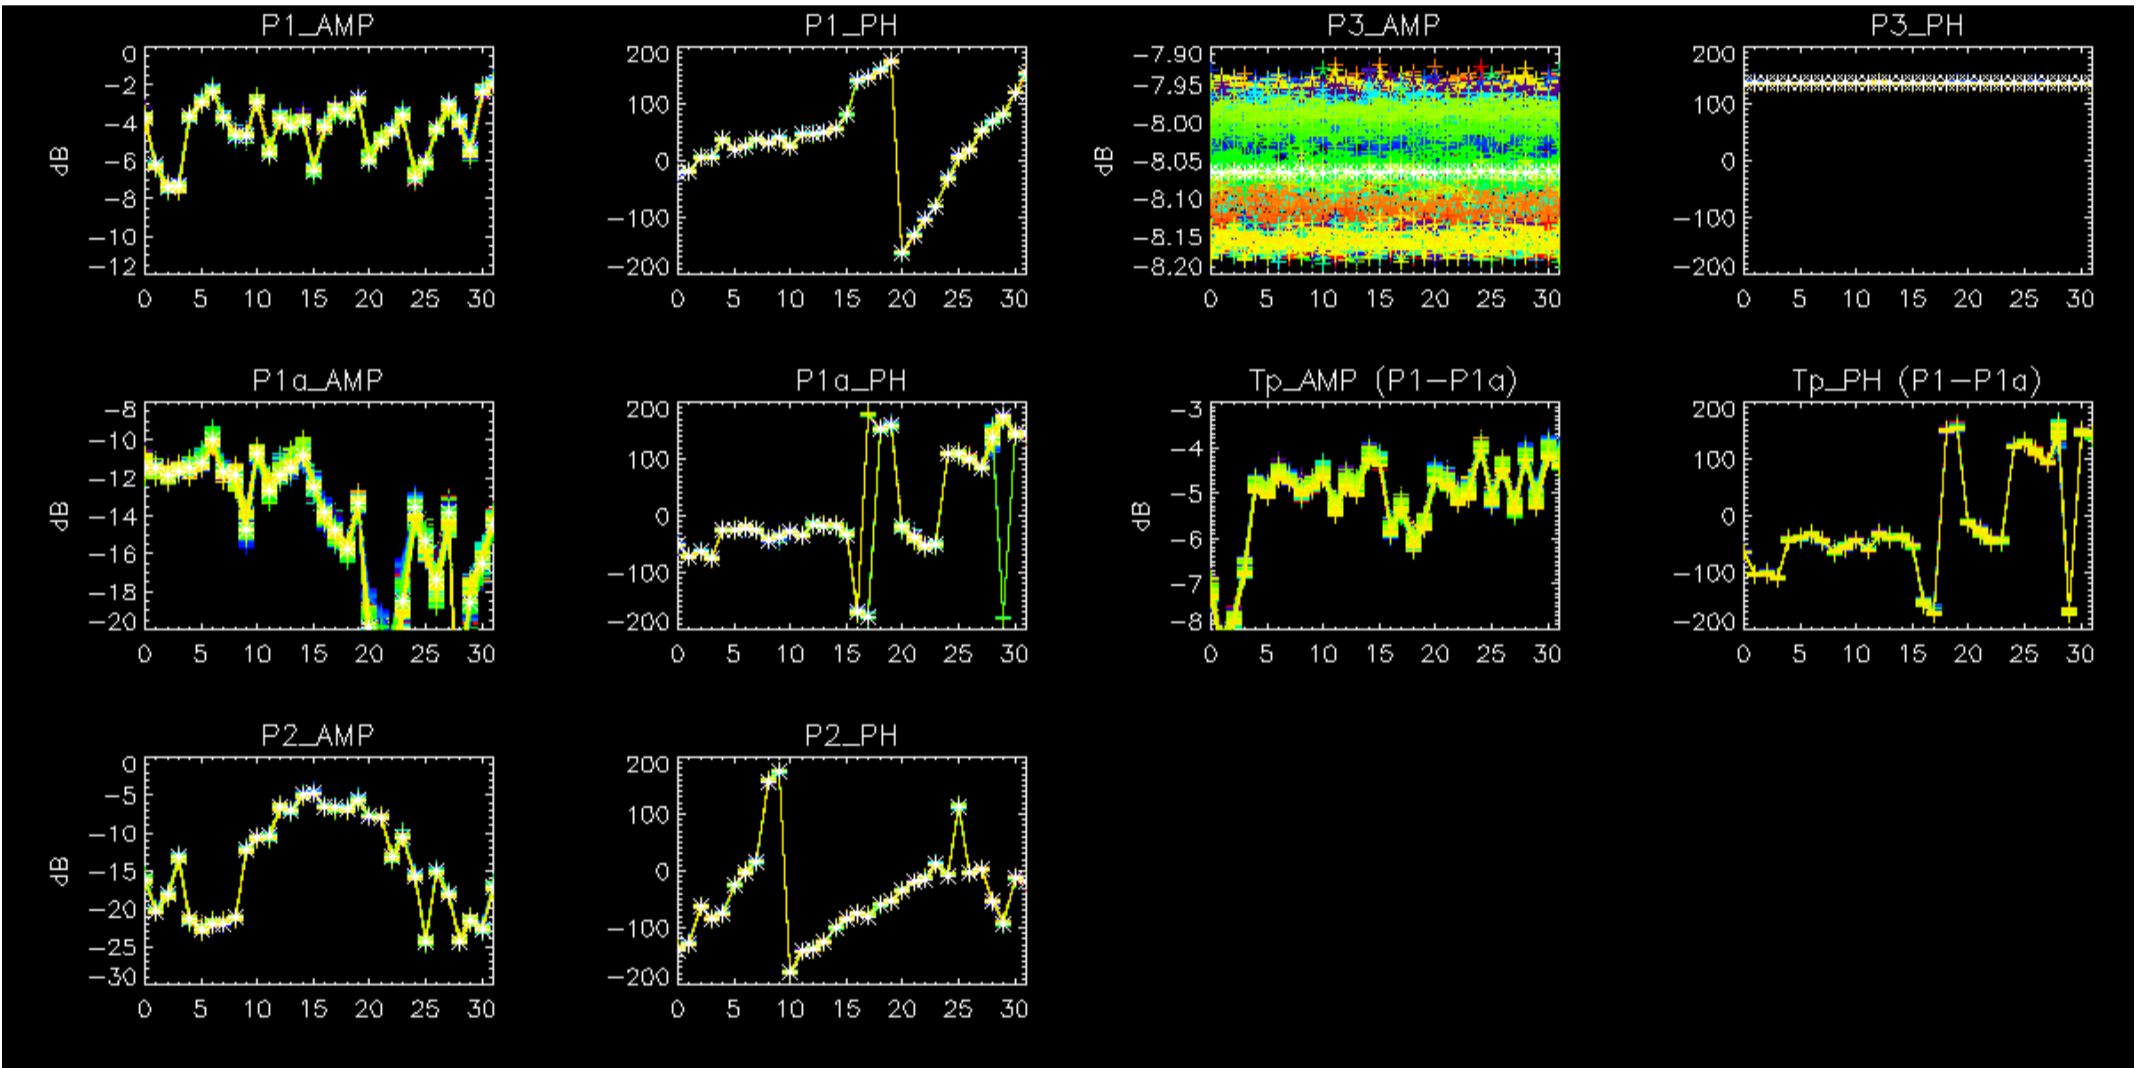 P1_AMP
0
−2
−4
−6
−8
−10
−12
dB
0 5 10 15 20 25 30
P1_PH
200
100
0
−100
−200
0 5 10 15 20 25 30
P3_AMP
−7.90
−7.95
−8.00
−8.05
−8.10
−8.15
−8.20
dB
0 5 10 15 20 25 30
P3_PH
200
100
0
−100
−200
0 5 10 15 20 25 30
P1a_AMP
−8
−10
−12
−14
−16
−18
−20
dB
0 5 10 15 20 25 30
P1a_PH
200
100
0
−100
−200
0 5 10 15 20 25 30
Tp_AMP (P1−P1a)
−3
−4
−5
−6
−7
−8
dB
0 5 10 15 20 25 30
Tp_PH (P1−P1a)
200
100
0
−100
−200
0 5 10 15 20 25 30
P2_AMP
0
−5
−10
−15
−20
−25
−30
dB
0 5 10 15 20 25 30
P2_PH
200
100
0
−100
−200
0 5 10 15 20 25 30